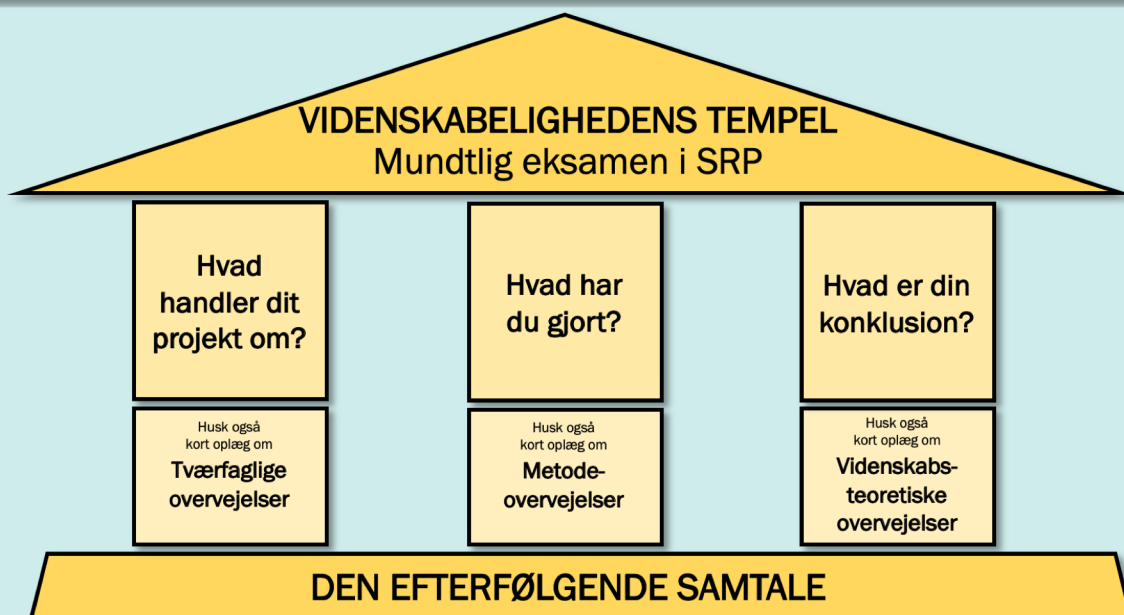 VIDENSKABELIGHEDENS TEMPEL
Mundtlig eksamen i SRP
Hvad
handler dit
projekt om?
Husk også
kort oplæg om
Tværfaglige
overvejelser
Hvad har
du gjort?
Husk også
kort oplæg om
Metode-
overvejelser
Hvad er din
konklusion?
Husk også
kort oplæg om
Videnskabs-
teoretiske
overvejelser
DEN EFTERFØLGENDE SAMTALE